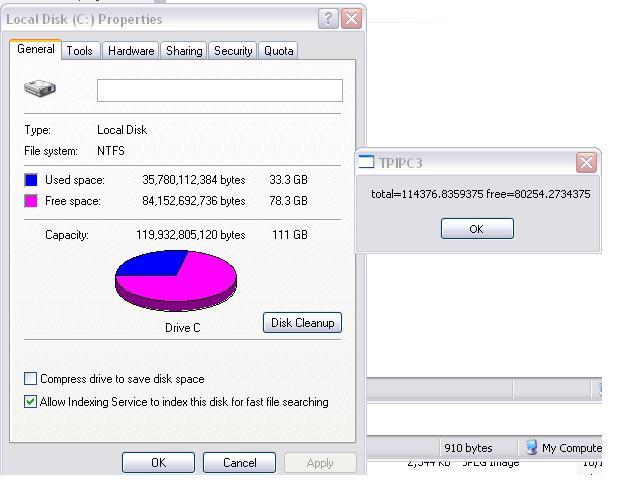 Local Disk (C:) Properties
General Tools Hardware Sharing Security Quota
Type: Local Disk
File system: NTFS
Used space: 35,780,112,384 bytes 33.3 GB
Free space: 84,152,692,736 bytes 78.3 GB
Capacity: 119,932,805,120 bytes 111 GB
Drive C
Disk Cleanup
Compress drive to save disk space
Allow Indexing Service to index this disk for fast file searching
OK Cancel Apply
TPIPC3
total=114376.8359375 free=80254.2734375
OK
910 bytes My Compute
2,344 KB JPEG Image 10/1